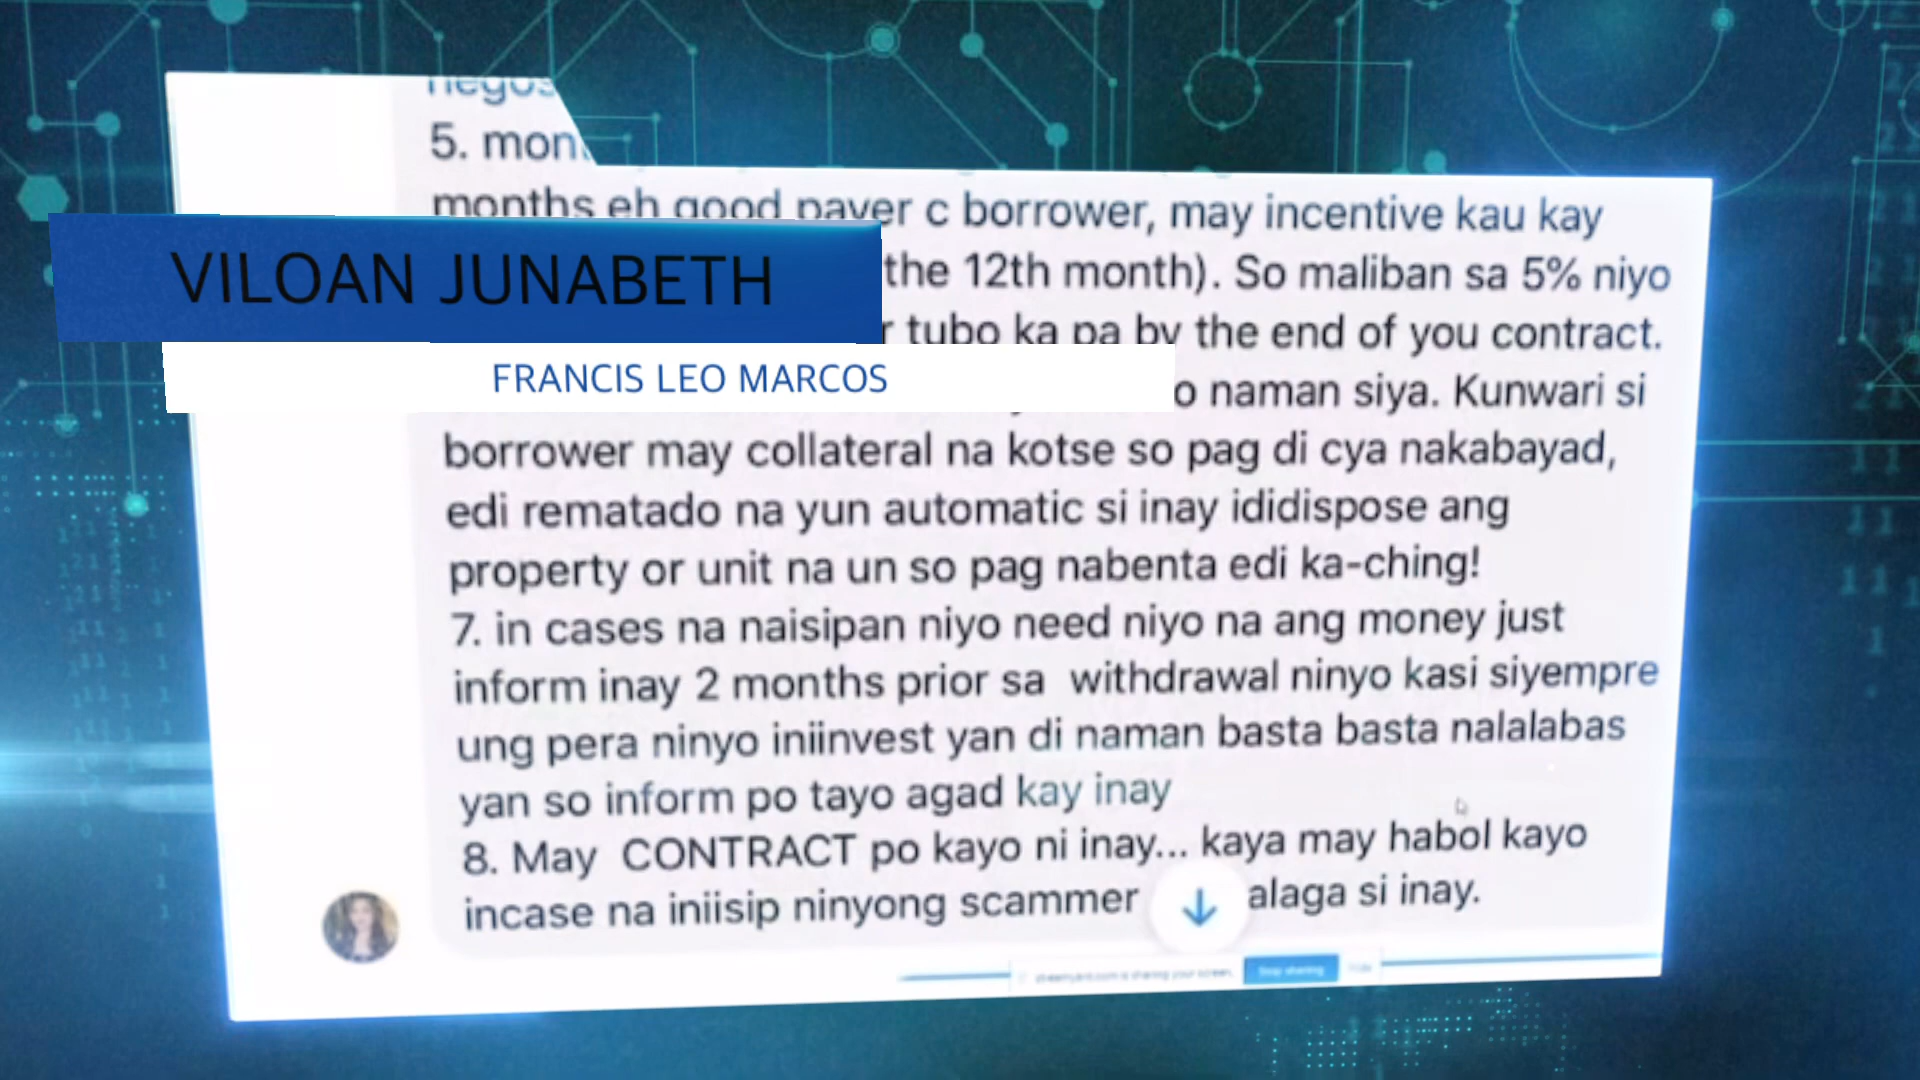 5. mon
months eh good payer c borrower, may incentive kau kay
VILOAN JUNABETH
the 12th month). So maliban sa 5% niyo
tubo ka pa by the end of you contract.
FRANCIS LEO MARCOS
naman siya. Kunwari si
borrower may collateral na kotse so pag di cya nakabayad,
edi rematado na yun automatic si inay ididispose ang
property or unit na un so pag nabenta edi ka-ching!
7. in cases na naisipan niyo need niyo na ang money just
inform inay 2 months prior sa withdrawal ninyo kasi siyempre
ung pera ninyo iniinvest yan di naman basta basta nalalabas
yan so inform po tayo agad kay inay
8. May CONTRACT po kayo ni inay... kaya may habol kayo
incase na iniisip ninyong scammer alaga si inay.
Stop sharing